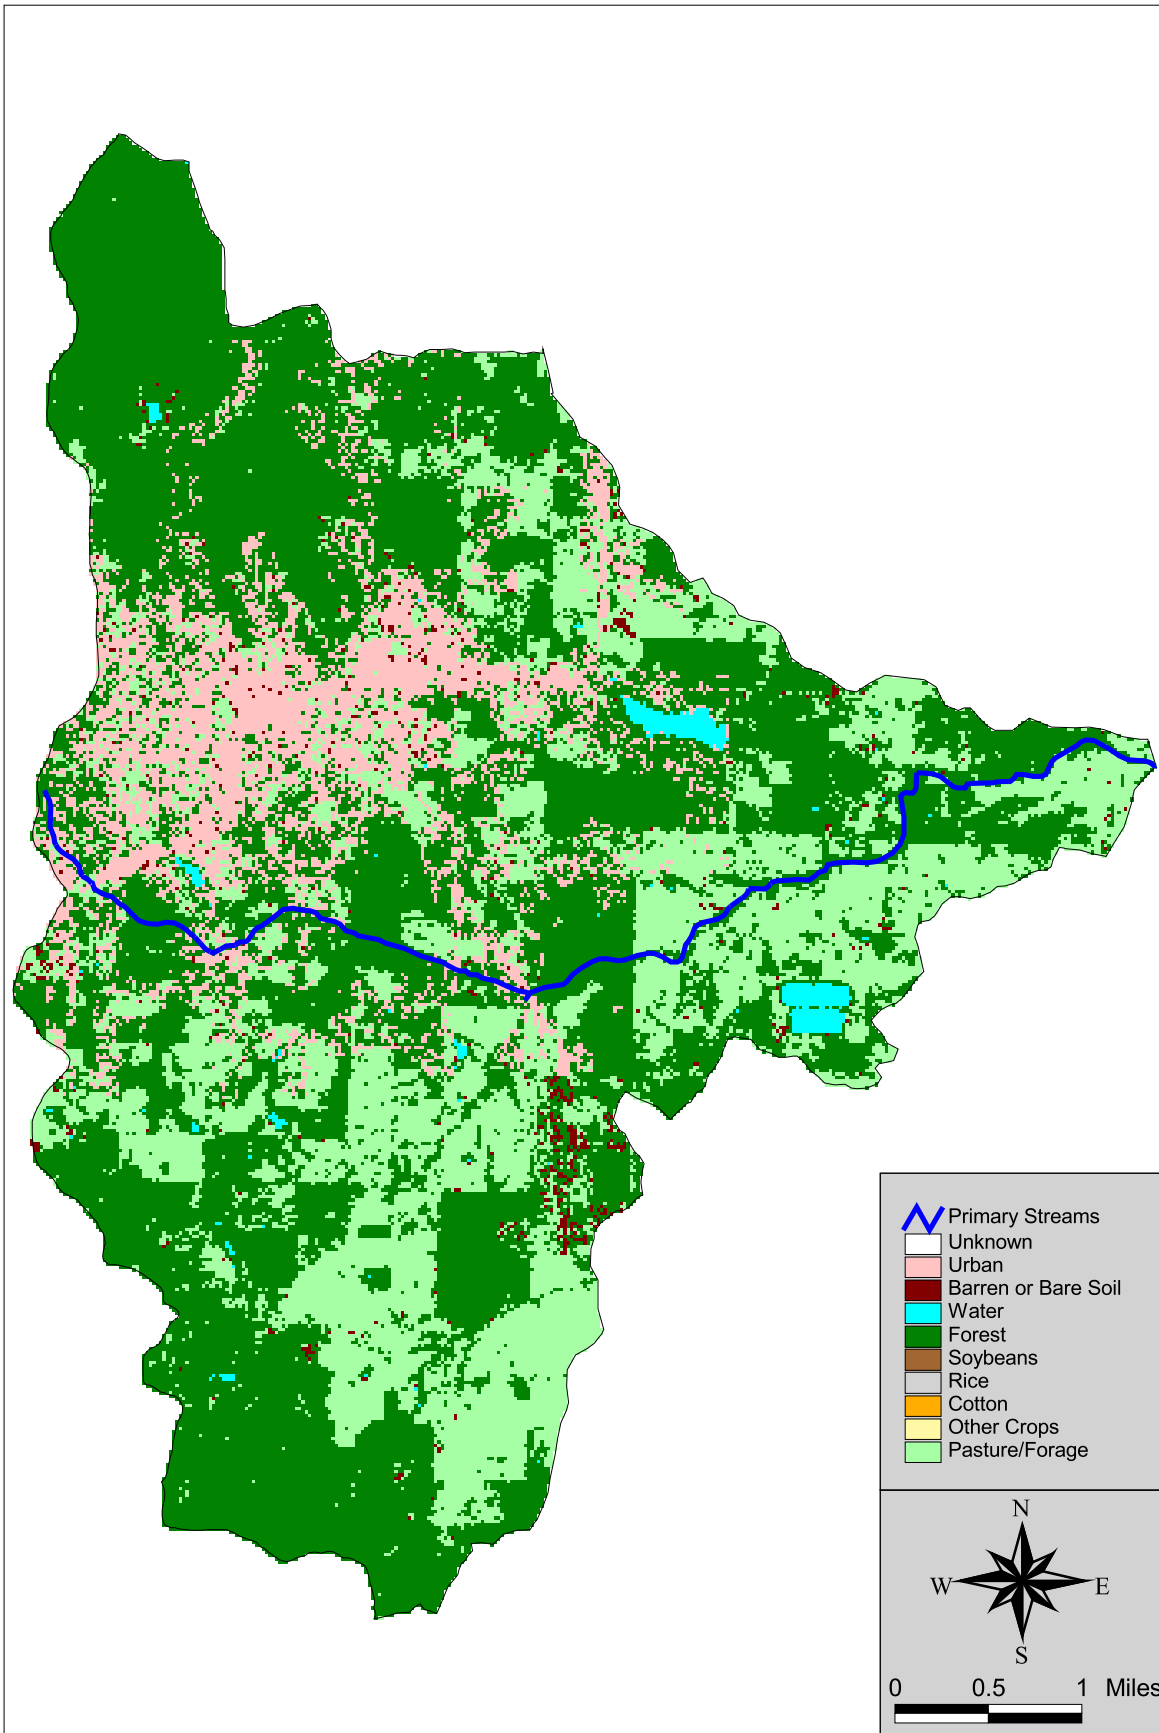 Primary Streams
Unknown
Urban
Barren or Bare Soil
Water
Forest
Soybeans
Rice
Cotton
Other Crops
Pasture/Forage
N
W E
S
0 0.5 1 Miles